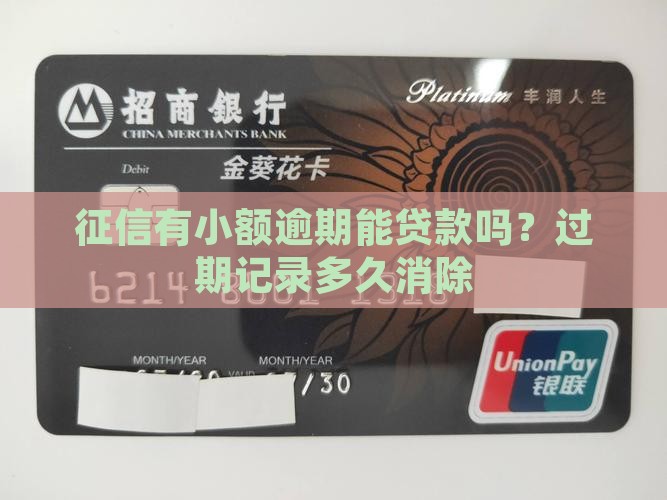 招商銀行
CHINA MERCHANTS BANK
Platinum 丰润人生
Debit
金葵花卡
征信有小额逾期能贷款吗？过
期记录多久消除
6214
MONTH/YEAR MONTH/YEAR
/30
UnionPay
银联